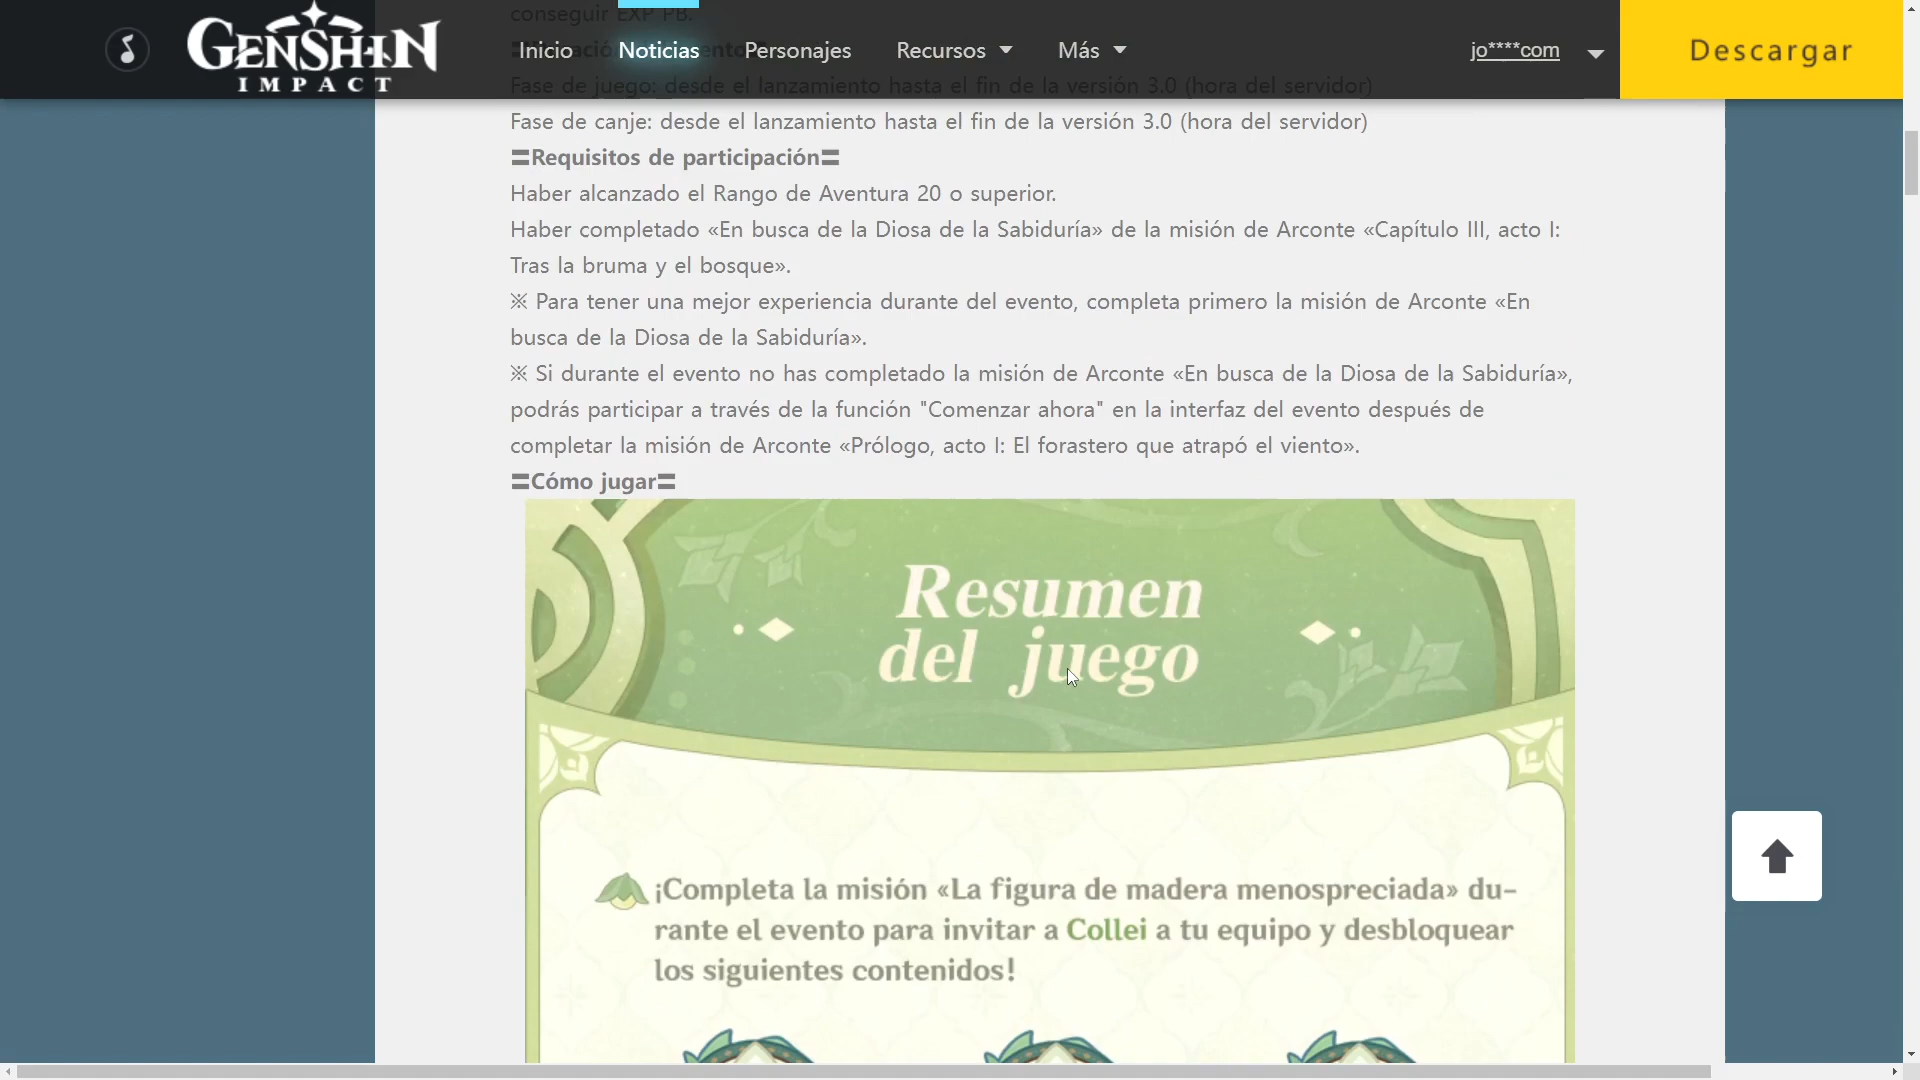 conseguir EXP PB.
GENSHIN
IMPACT
Inicio
Noticias
Personajes
Recursos
Más
jo****com
Descargar
Fase de juego: desde el lanzamiento hasta el fin de la versión 3.0 (hora del servidor)
Fase de canje: desde el lanzamiento hasta el fin de la versión 3.0 (hora del servidor)
〓Requisitos de participación〓
Haber alcanzado el Rango de Aventura 20 o superior.
Haber completado «En busca de la Diosa de la Sabiduría» de la misión de Arconte «Capítulo III, acto I:
Tras la bruma y el bosque».
※ Para tener una mejor experiencia durante del evento, completa primero la misión de Arconte «En
busca de la Diosa de la Sabiduría».
※ Si durante el evento no has completado la misión de Arconte «En busca de la Diosa de la Sabiduría»,
podrás participar a través de la función "Comenzar ahora" en la interfaz del evento después de
completar la misión de Arconte «Prólogo, acto I: El forastero que atrapó el viento».
〓Cómo jugar〓
Resumen
del juego
¡Completa la misión «La figura de madera menospreciada» du-
rante el evento para invitar a Collei a tu equipo y desbloquear
los siguientes contenidos!